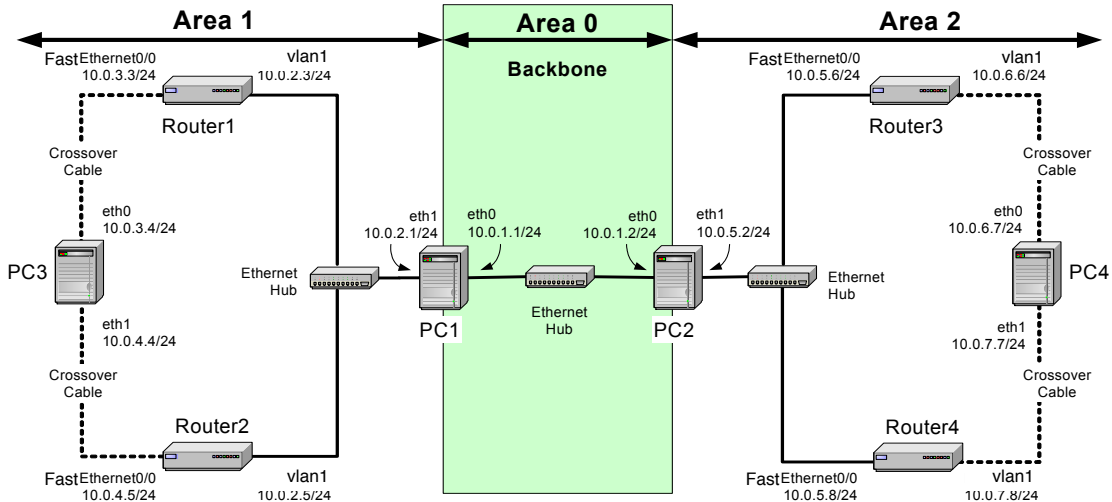 Area 1
Area 0
Area 2
Backbone
FastEthernet0/0
10.0.3.3/24
vlan1
10.0.2.3/24
Router1
FastEthernet0/0
10.0.5.6/24
vlan1
10.0.6.6/24
Router3
Crossover
Cable
Crossover
Cable
eth0
10.0.3.4/24
PC3
eth1
10.0.4.4/24
Ethernet
Hub
eth1
10.0.2.1/24
eth0
10.0.1.1/24
PC1
Ethernet
Hub
eth0
10.0.1.2/24
eth1
10.0.5.2/24
PC2
Ethernet
Hub
eth0
10.0.6.7/24
PC4
eth1
10.0.7.7/24
Crossover
Cable
Crossover
Cable
Router2
FastEthernet0/0
10.0.4.5/24
vlan1
10.0.2.5/24
Router4
FastEthernet0/0
10.0.5.8/24
vlan1
10.0.7.8/24